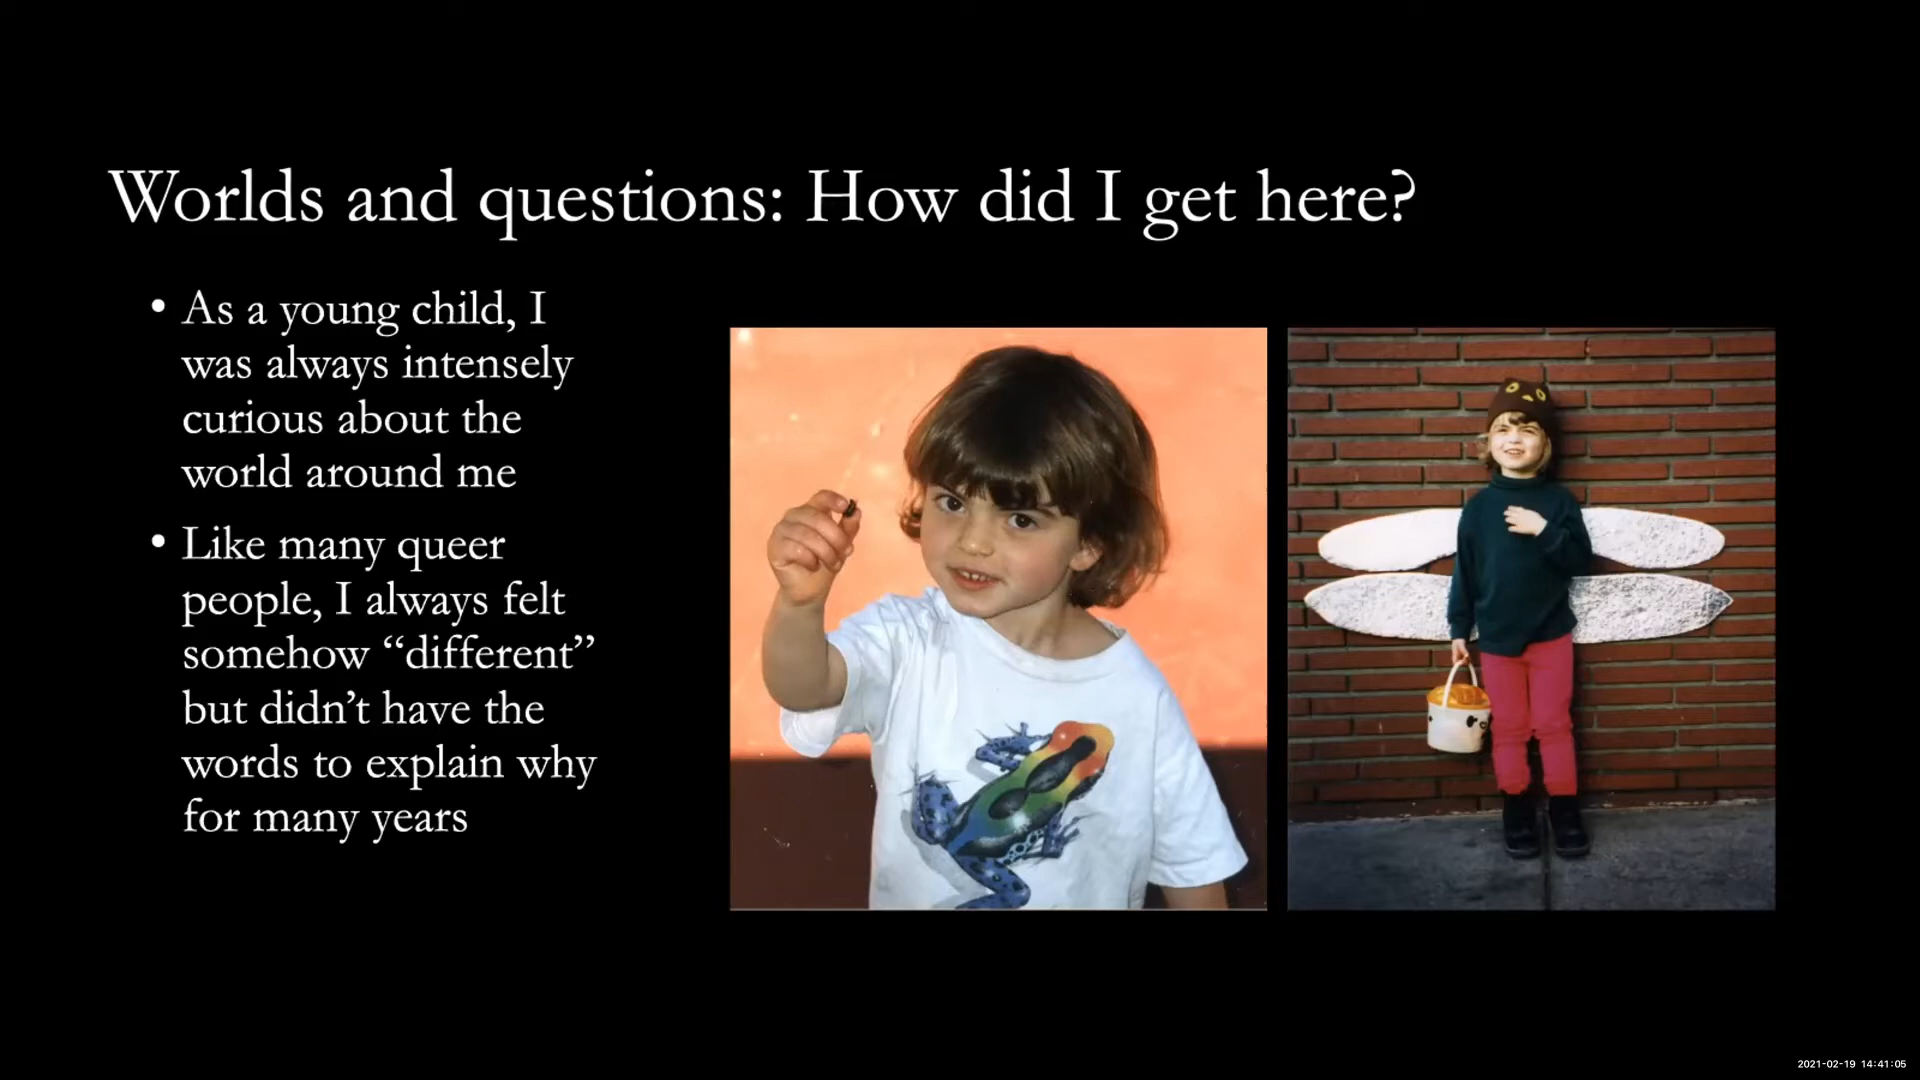 Worlds and questions: How did I get here?
• As a young child, I
was always intensely
curious about the
world around me
• Like many queer
people, I always felt
somehow “different”
but didn’t have the
words to explain why
for many years
2021-02-19 14:41:05